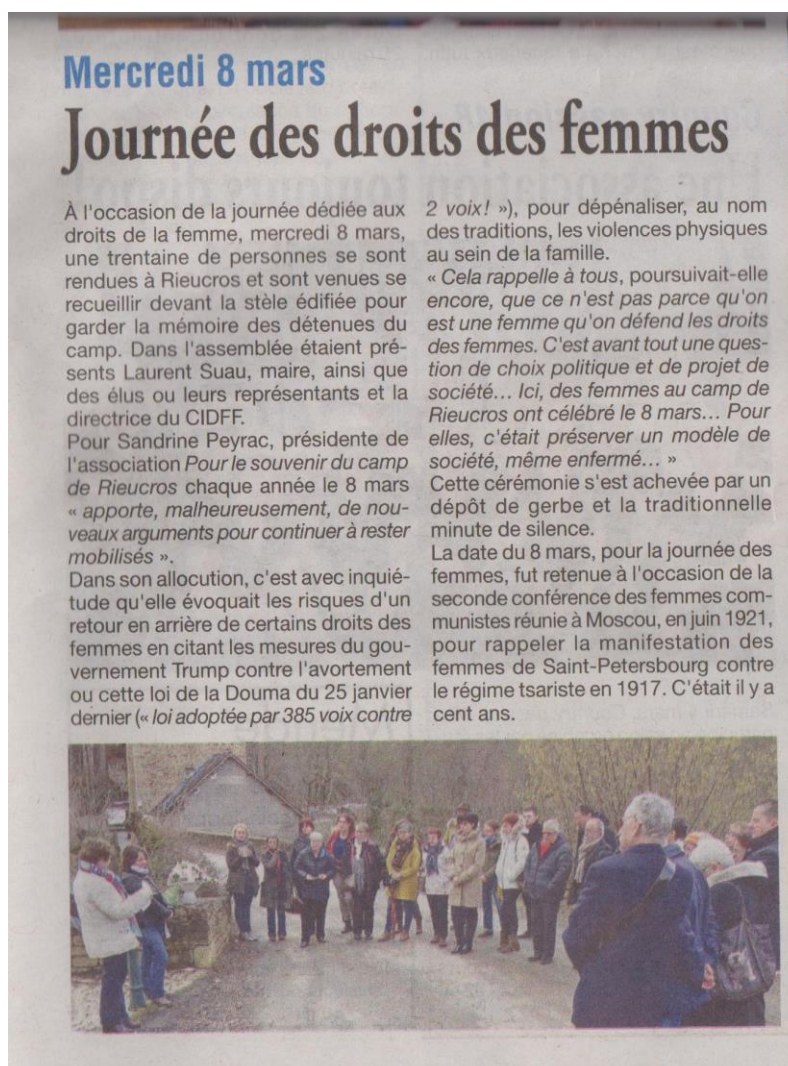 Mercredi 8 mars
Journée des droits des femmes
À l'occasion de la journée dédiée aux
droits de la femme, mercredi 8 mars,
une trentaine de personnes se sont
rendues à Rieucros et sont venues se
recueillir devant la stèle édifiée pour
garder la mémoire des détenues du
camp. Dans l'assemblée étaient pré-
sents Laurent Suau, maire, ainsi que
des élus ou leurs représentants et la
directrice du CIDFF.
Pour Sandrine Peyrac, présidente de
l'association Pour le souvenir du camp
de Rieucros chaque année le 8 mars
« apporte, malheureusement, de nou-
veaux arguments pour continuer à rester
mobilisés ».
Dans son allocution, c'est avec inquié-
tude qu'elle évoquait les risques d'un
retour en arrière de certains droits des
femmes en citant les mesures du gou-
vernement Trump contre l'avortement
ou cette loi de la Douma du 25 janvier
dernier (« loi adoptée par 385 voix contre
2 voix! »), pour dépénaliser, au nom
des traditions, les violences physiques
au sein de la famille.
« Cela rappelle à tous, poursuivait-elle
encore, que ce n'est pas parce qu'on
est une femme qu'on défend les droits
des femmes. C'est avant tout une ques-
tion de choix politique et de projet de
société... Ici, des femmes au camp de
Rieucros ont célébré le 8 mars... Pour
elles, c'était préserver un modèle de
société, même enfermé... »
Cette cérémonie s'est achevée par un
dépôt de gerbe et la traditionnelle
minute de silence.
La date du 8 mars, pour la journée des
femmes, fut retenue à l'occasion de la
seconde conférence des femmes com-
munistes réunie à Moscou, en juin 1921,
pour rappeler la manifestation des
femmes de Saint-Petersbourg contre
le régime tsariste en 1917. C'était il y a
cent ans.